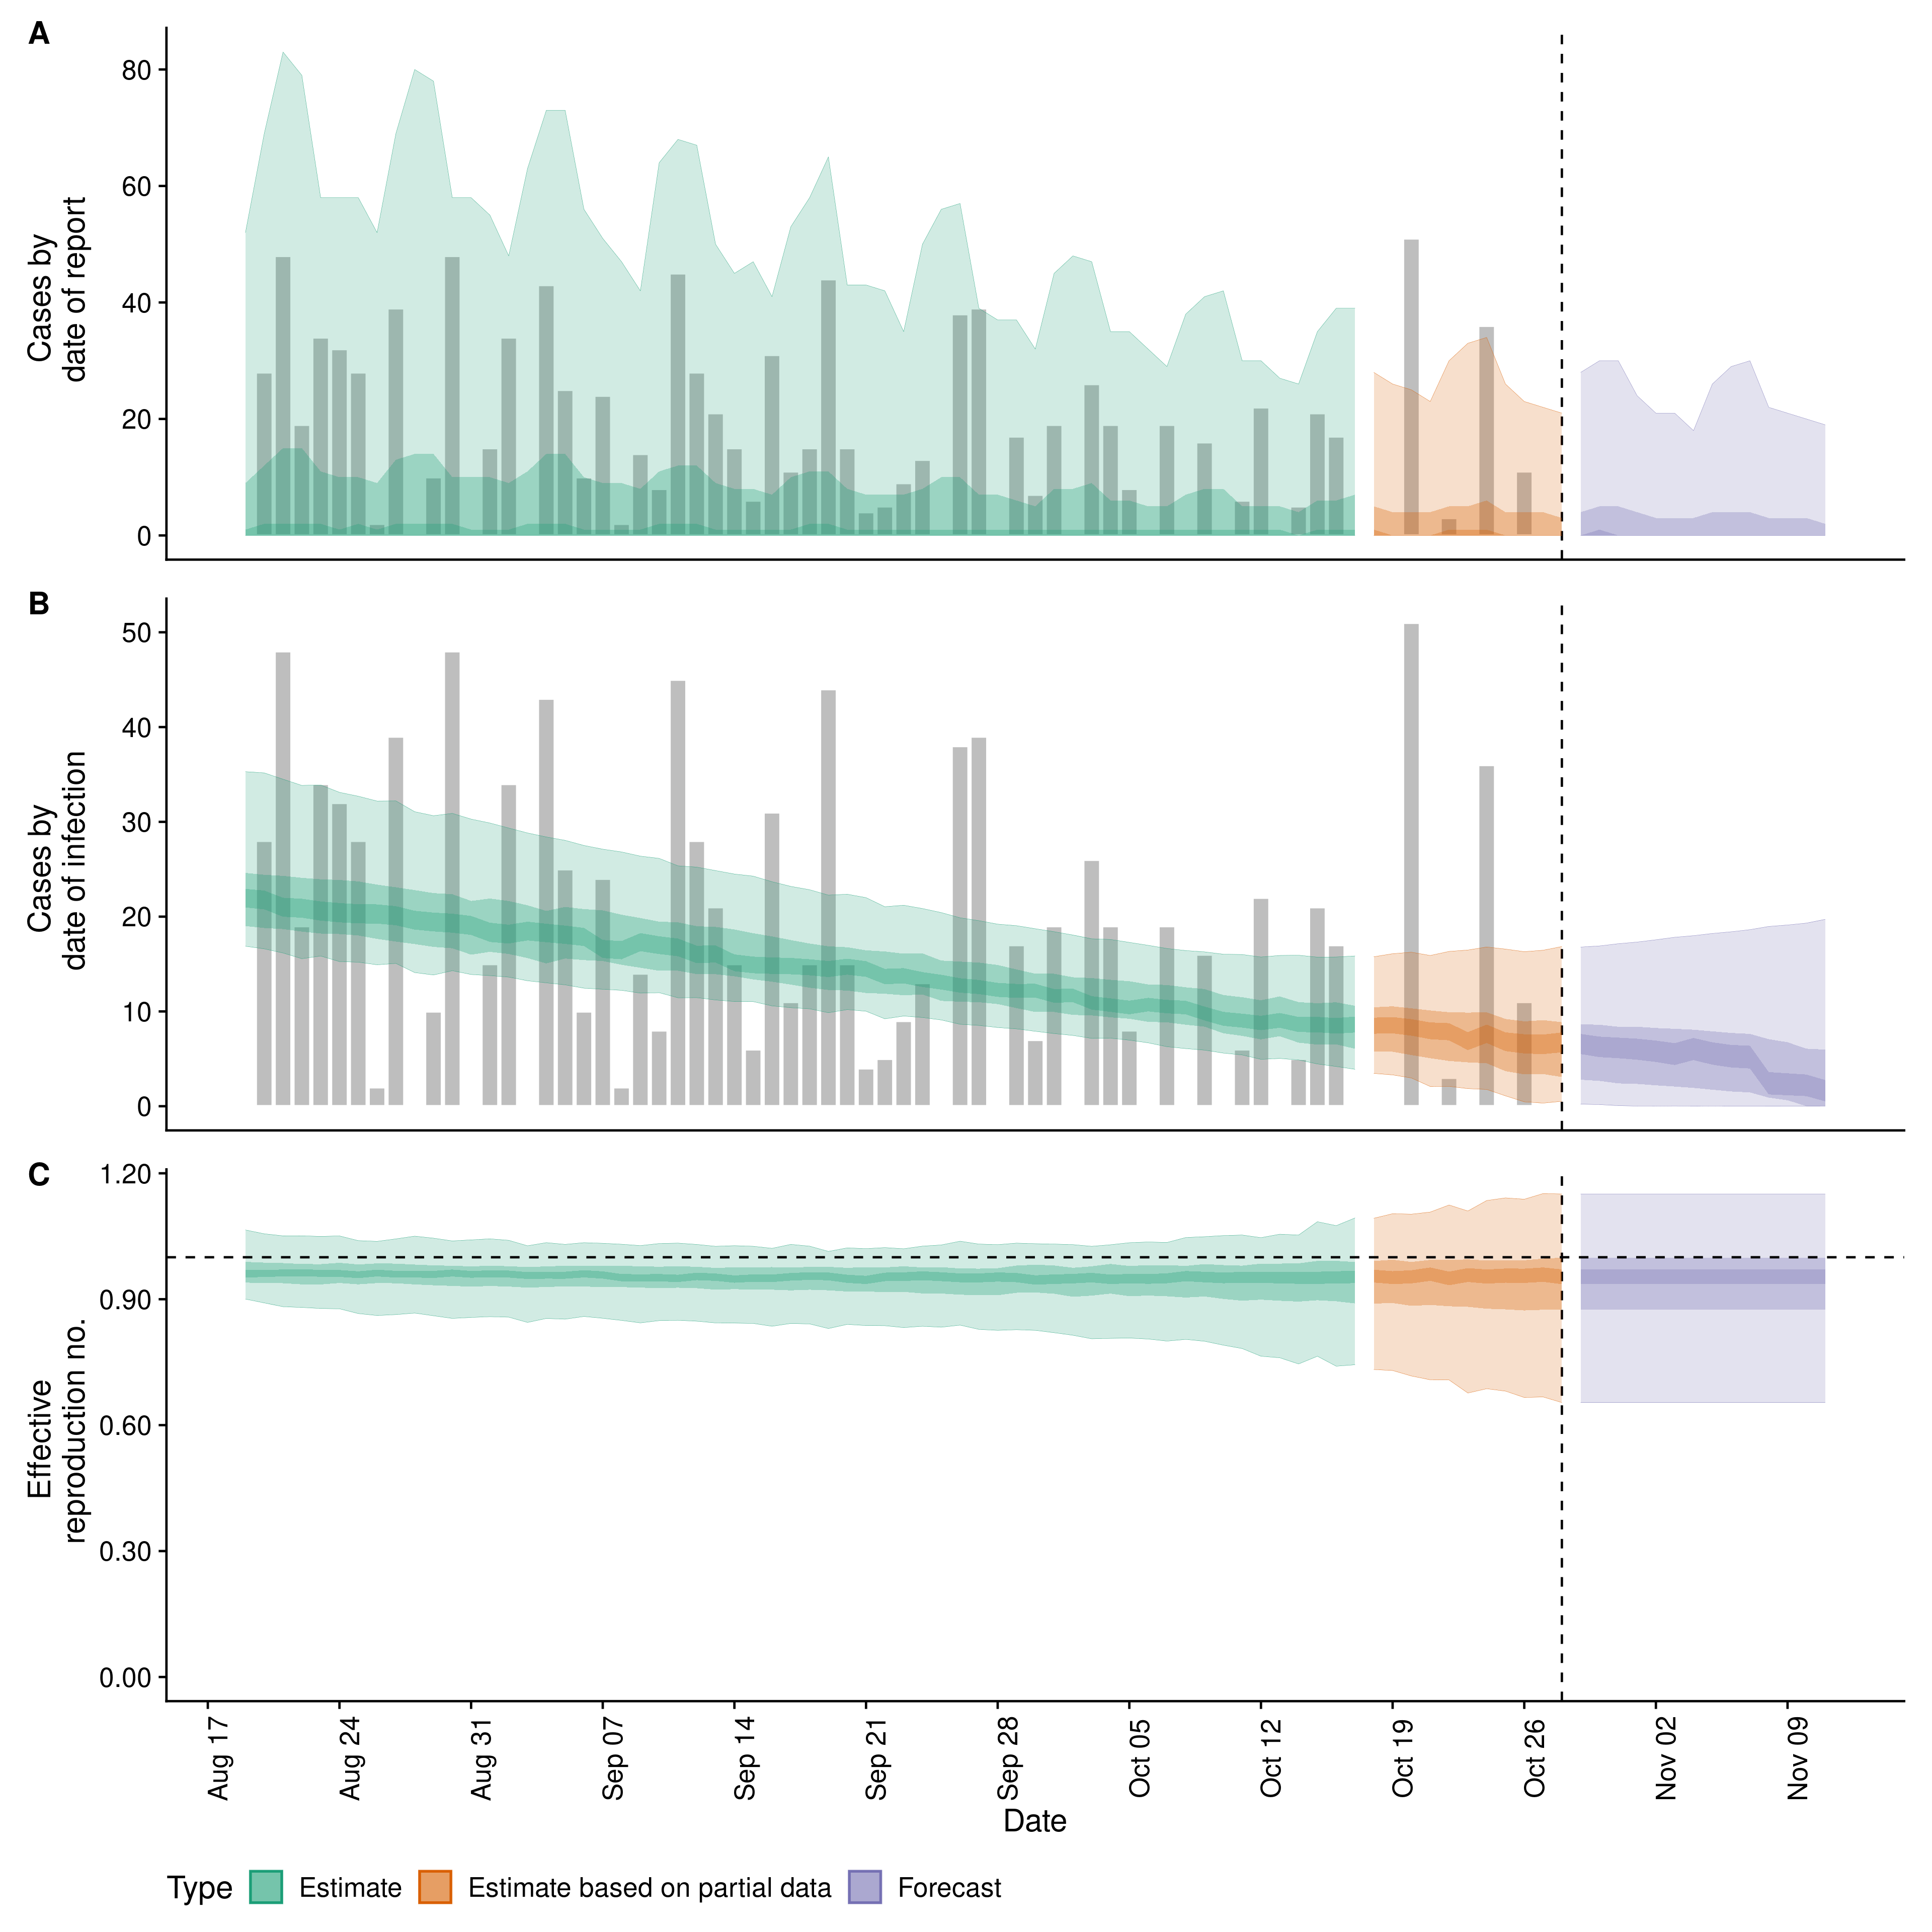 A
Cases by
date of report
80
60
40
20
0
B
Cases by
date of infection
50
40
30
20
10
0
C
Effective
reproduction no.
1.20
0.90
0.60
0.30
0.00
Aug 17
Aug 24
Aug 31
Sep 07
Sep 14
Sep 21
Sep 28
Oct 05
Oct 12
Oct 19
Oct 26
Nov 02
Nov 09
Date
Type
Estimate
Estimate based on partial data
Forecast